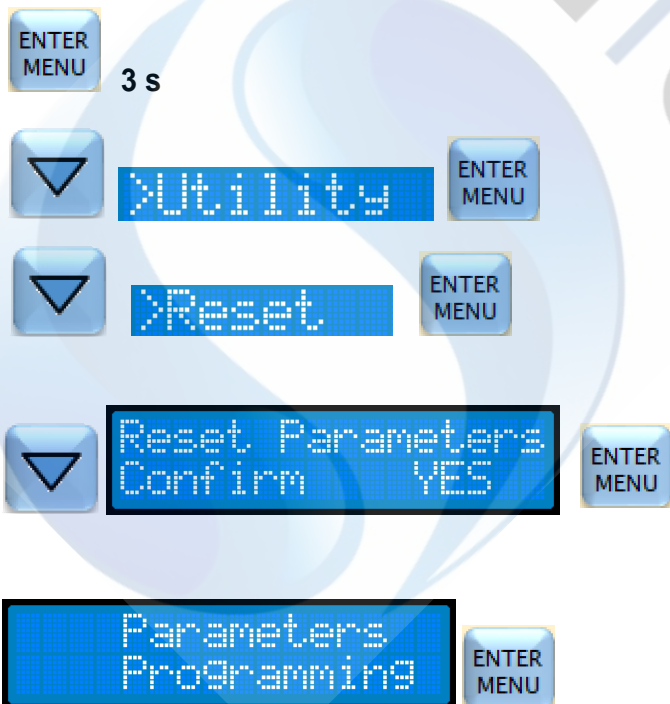 ENTER
MENU
3 s
>Utility
ENTER
MENU
>Reset
ENTER
MENU
Reset Parameters
Confirm YES
ENTER
MENU
Parameters
Programming
ENTER
MENU